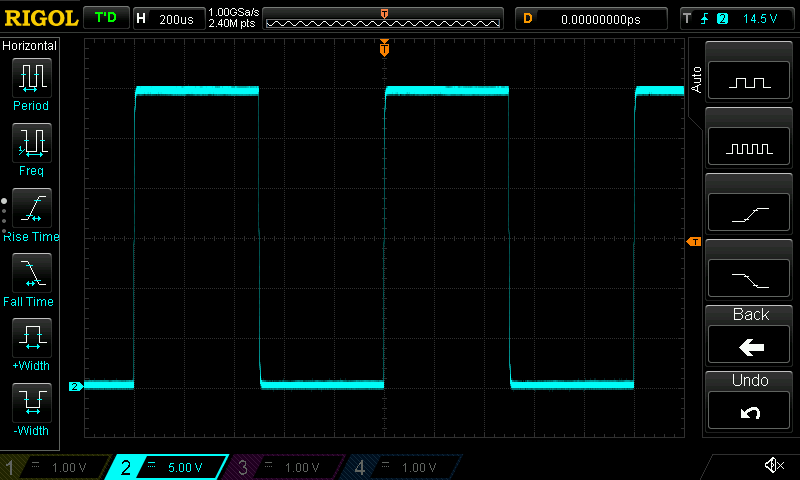 RIGOL T'D H 200us 1.00GSa/s 2.40M pts T D 0.00000000ps T 2 14.5 V
Horizontal
Period
Freq
Rise Time
Fall Time
+Width
-Width
T
2
T
Auto
Back
Undo
1 1.00 V 2 5.00 V 3 1.00 V 4 1.00 V